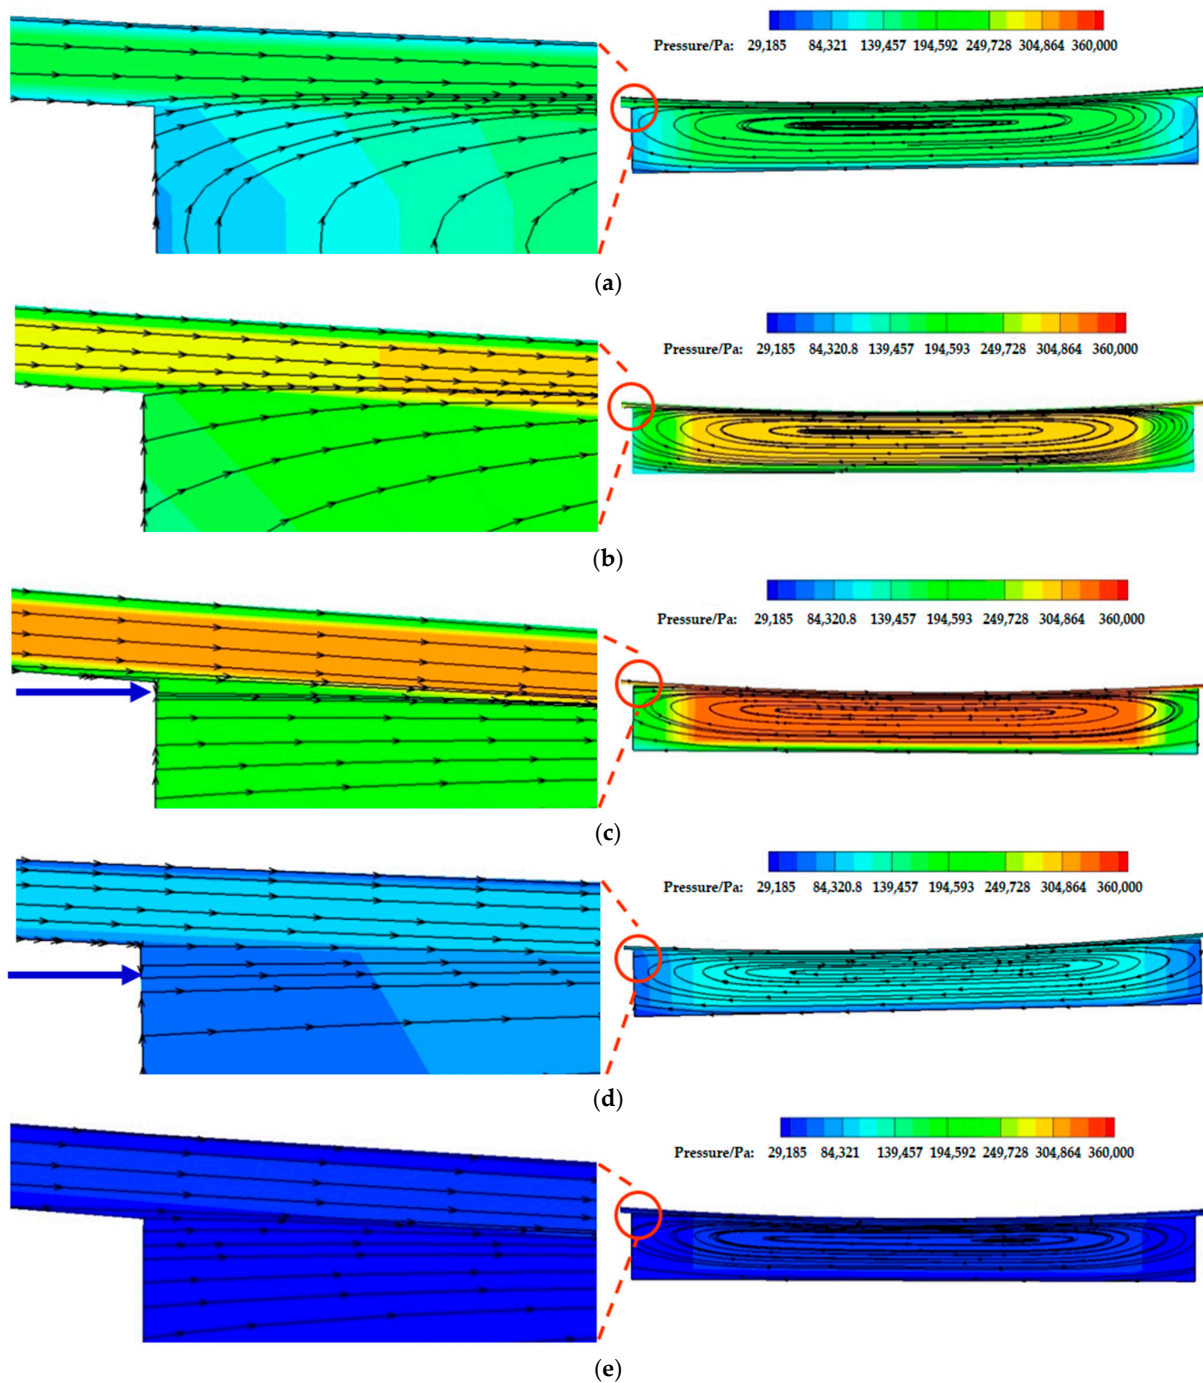 Pressure/Pa: 29,185 84,321 139,457 194,592 249,728 304,864 360,000
(a)
Pressure/Pa: 29,185 84,320.8 139,457 194,593 249,728 304,864 360,000
(b)
Pressure/Pa: 29,185 84,320.8 139,457 194,593 249,728 304,864 360,000
(c)
Pressure/Pa: 29,185 84,320.8 139,457 194,593 249,728 304,864 360,000
(d)
Pressure/Pa: 29,185 84,321 139,457 194,592 249,728 304,864 360,000
(e)